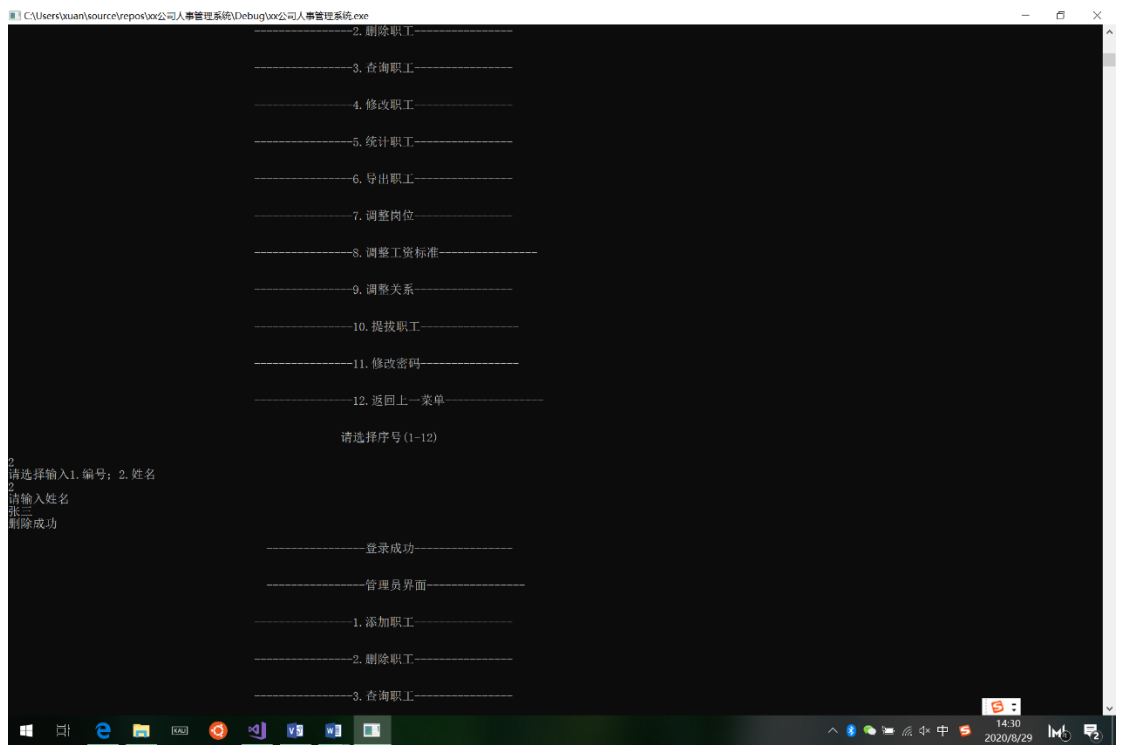 C:\Users\xuan\source\repos\xx公司人事管理系统\Debug\xx公司人事管理系统.exe
----------------2.删除职工----------------
----------------3.查询职工----------------
----------------4.修改职工----------------
----------------5.统计职工----------------
----------------6.导出职工----------------
----------------7.调整岗位----------------
----------------8.调整工资标准----------------
----------------9.调整关系----------------
----------------10.提拔职工----------------
----------------11.修改密码----------------
----------------12.返回上一菜单----------------
请选择序号(1-12)
2
请选择输入1.编号；2.姓名
2
请输入姓名
张三
删除成功
----------------登录成功----------------
----------------管理员界面----------------
----------------1.添加职工----------------
----------------2.删除职工----------------
----------------3.查询职工----------------
中
14:30
2020/8/29